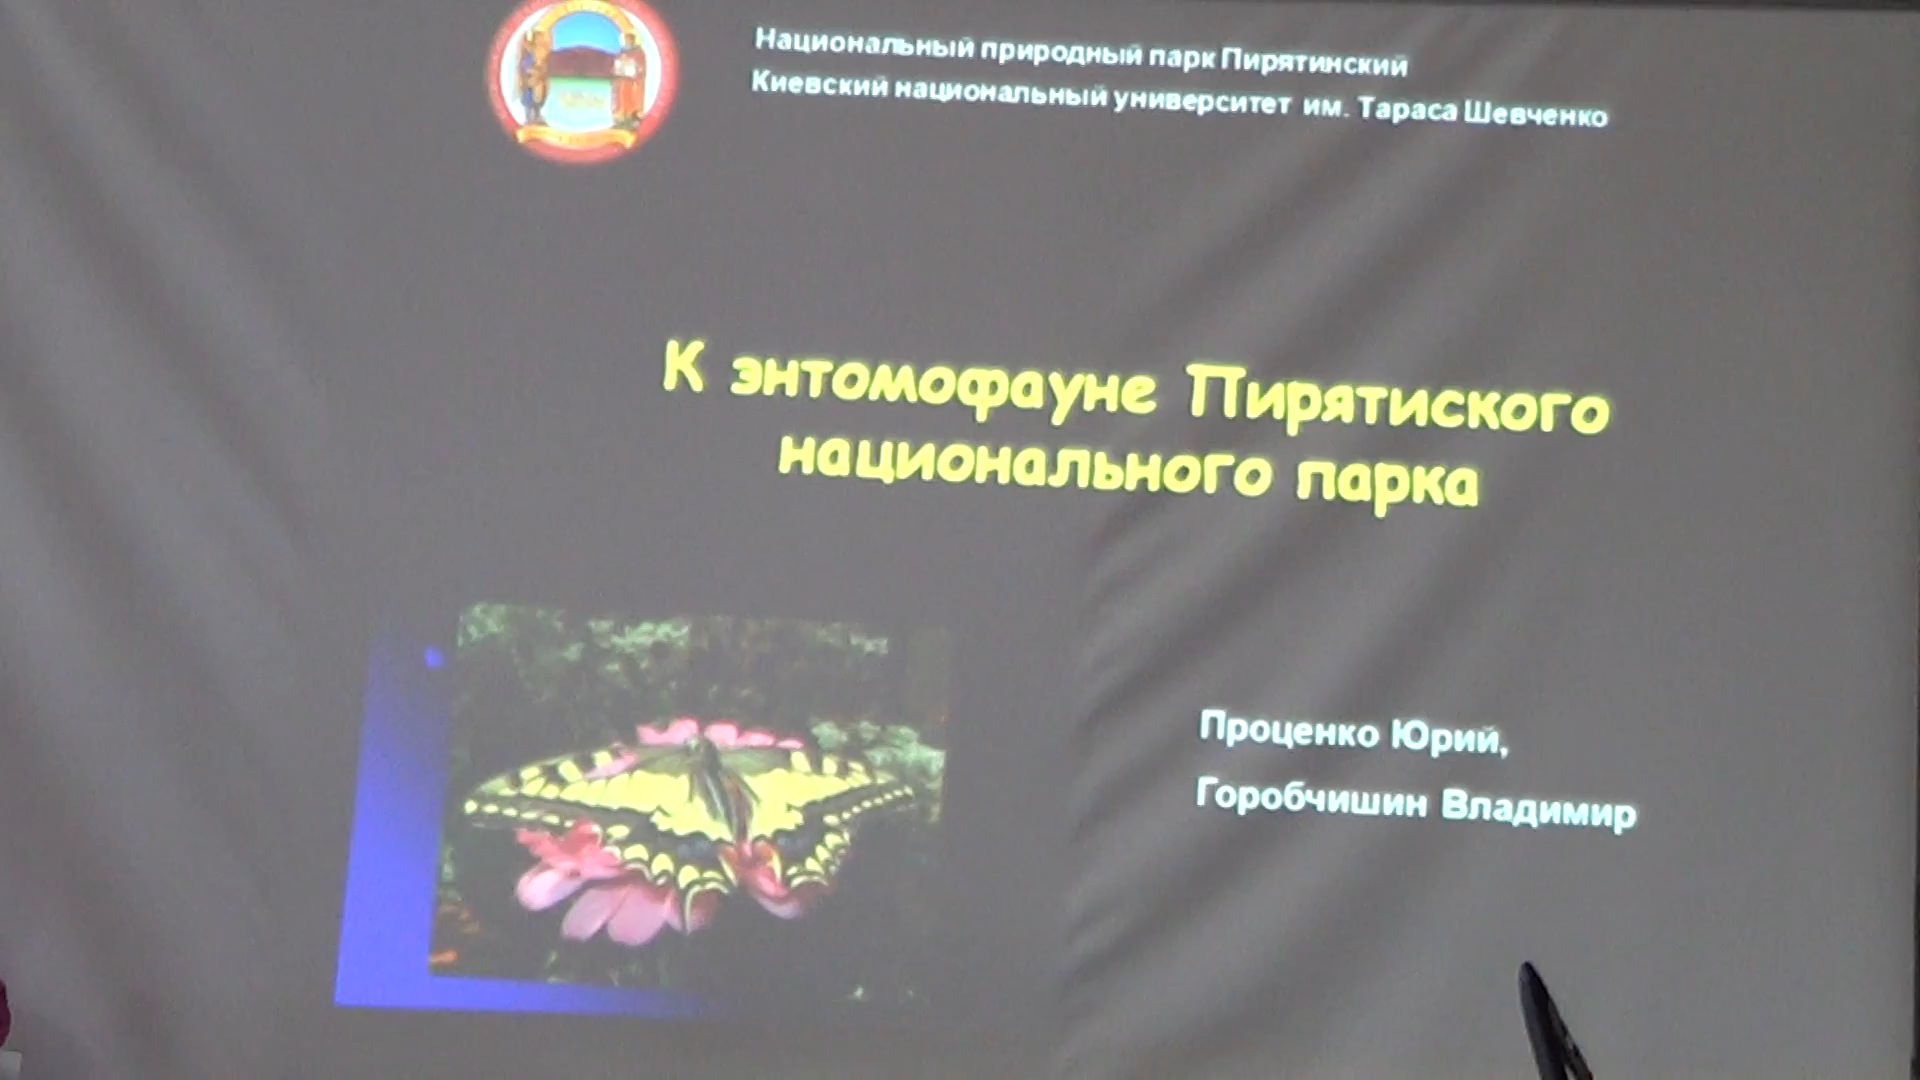 Национальный природный парк Пирятинский
Киевский национальный университет им. Тараса Шевченко
К энтомофауне Пирятиского
национального парка
Проценко Юрий,
Горобчишин Владимир